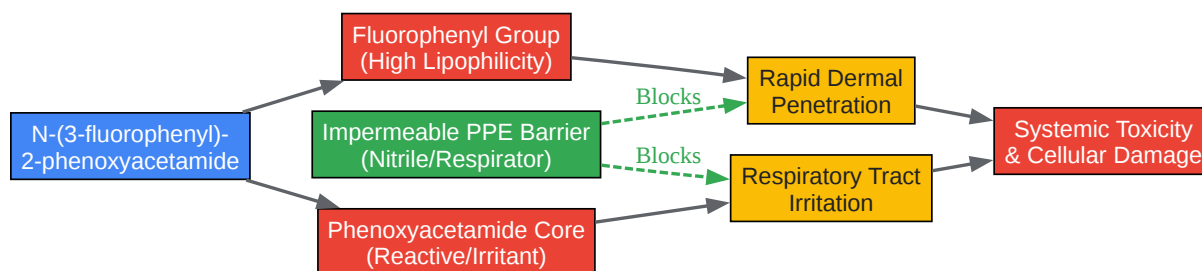 N-(3-fluorophenyl)-
2-phenoxyacetamide
Fluorophenyl Group
(High Lipophilicity)
Impermeable PPE Barrier
(Nitrile/Respirator)
Phenoxyacetamide Core
(Reactive/Irritant)
Blocks
Blocks
Rapid Dermal
Penetration
Respiratory Tract
Irritation
Systemic Toxicity
& Cellular Damage